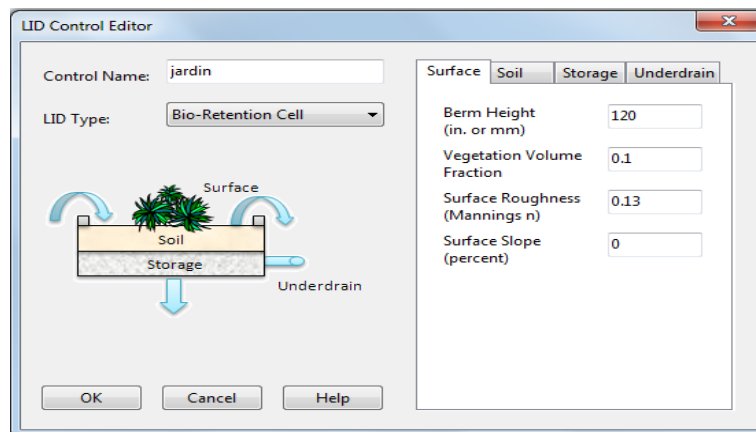 LID Control Editor
Control Name: jardin
LID Type: Bio-Retention Cell
Surface
Soil
Storage
Underdrain
OK Cancel Help
Surface Soil Storage Underdrain
Berm Height
(in. or mm) 120
Vegetation Volume
Fraction 0.1
Surface Roughness
(Mannings n) 0.13
Surface Slope
(percent) 0